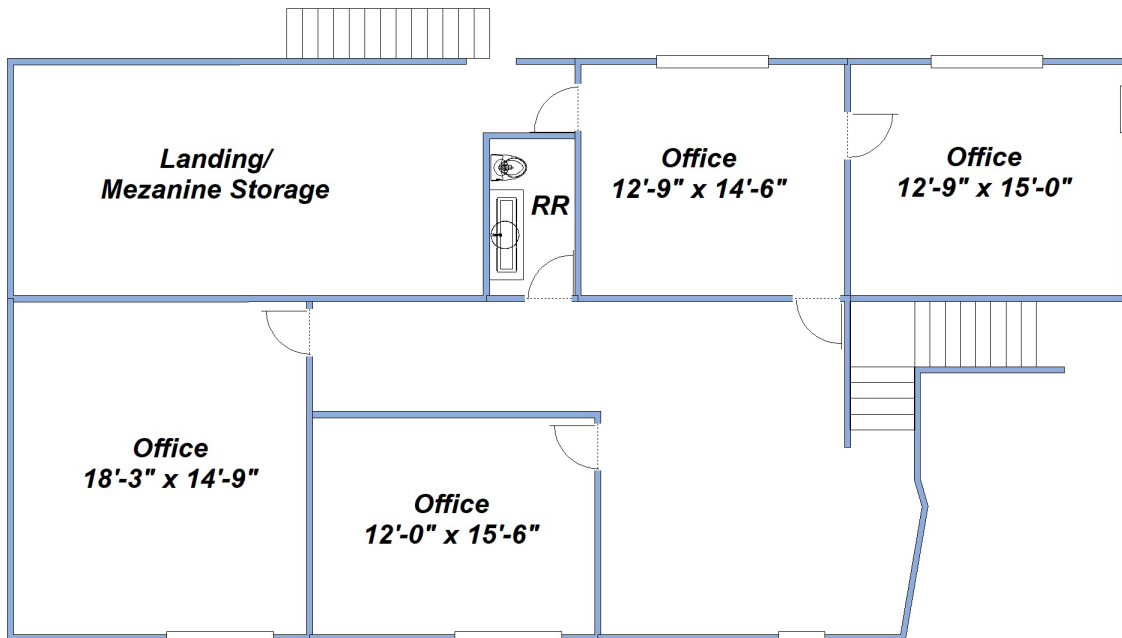 Landing/
Mezanine Storage
RR
Office
12'-9" x 14'-6"
Office
12'-9" x 15'-0"
Office
18'-3" x 14'-9"
Office
12'-0" x 15'-6"